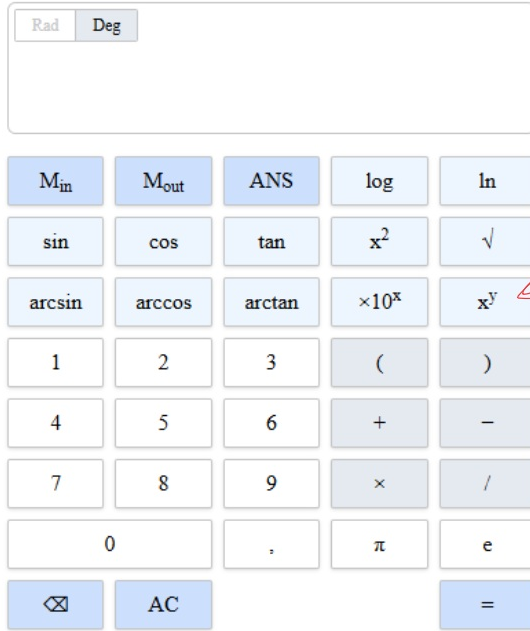 Rad Deg
Min Mout ANS log ln
sin cos tan x² √
arcsin arccos arctan ×10ˣ xʸ
1 2 3 ( )
4 5 6 + −
7 8 9 × /
0 , π e
⌫ AC =